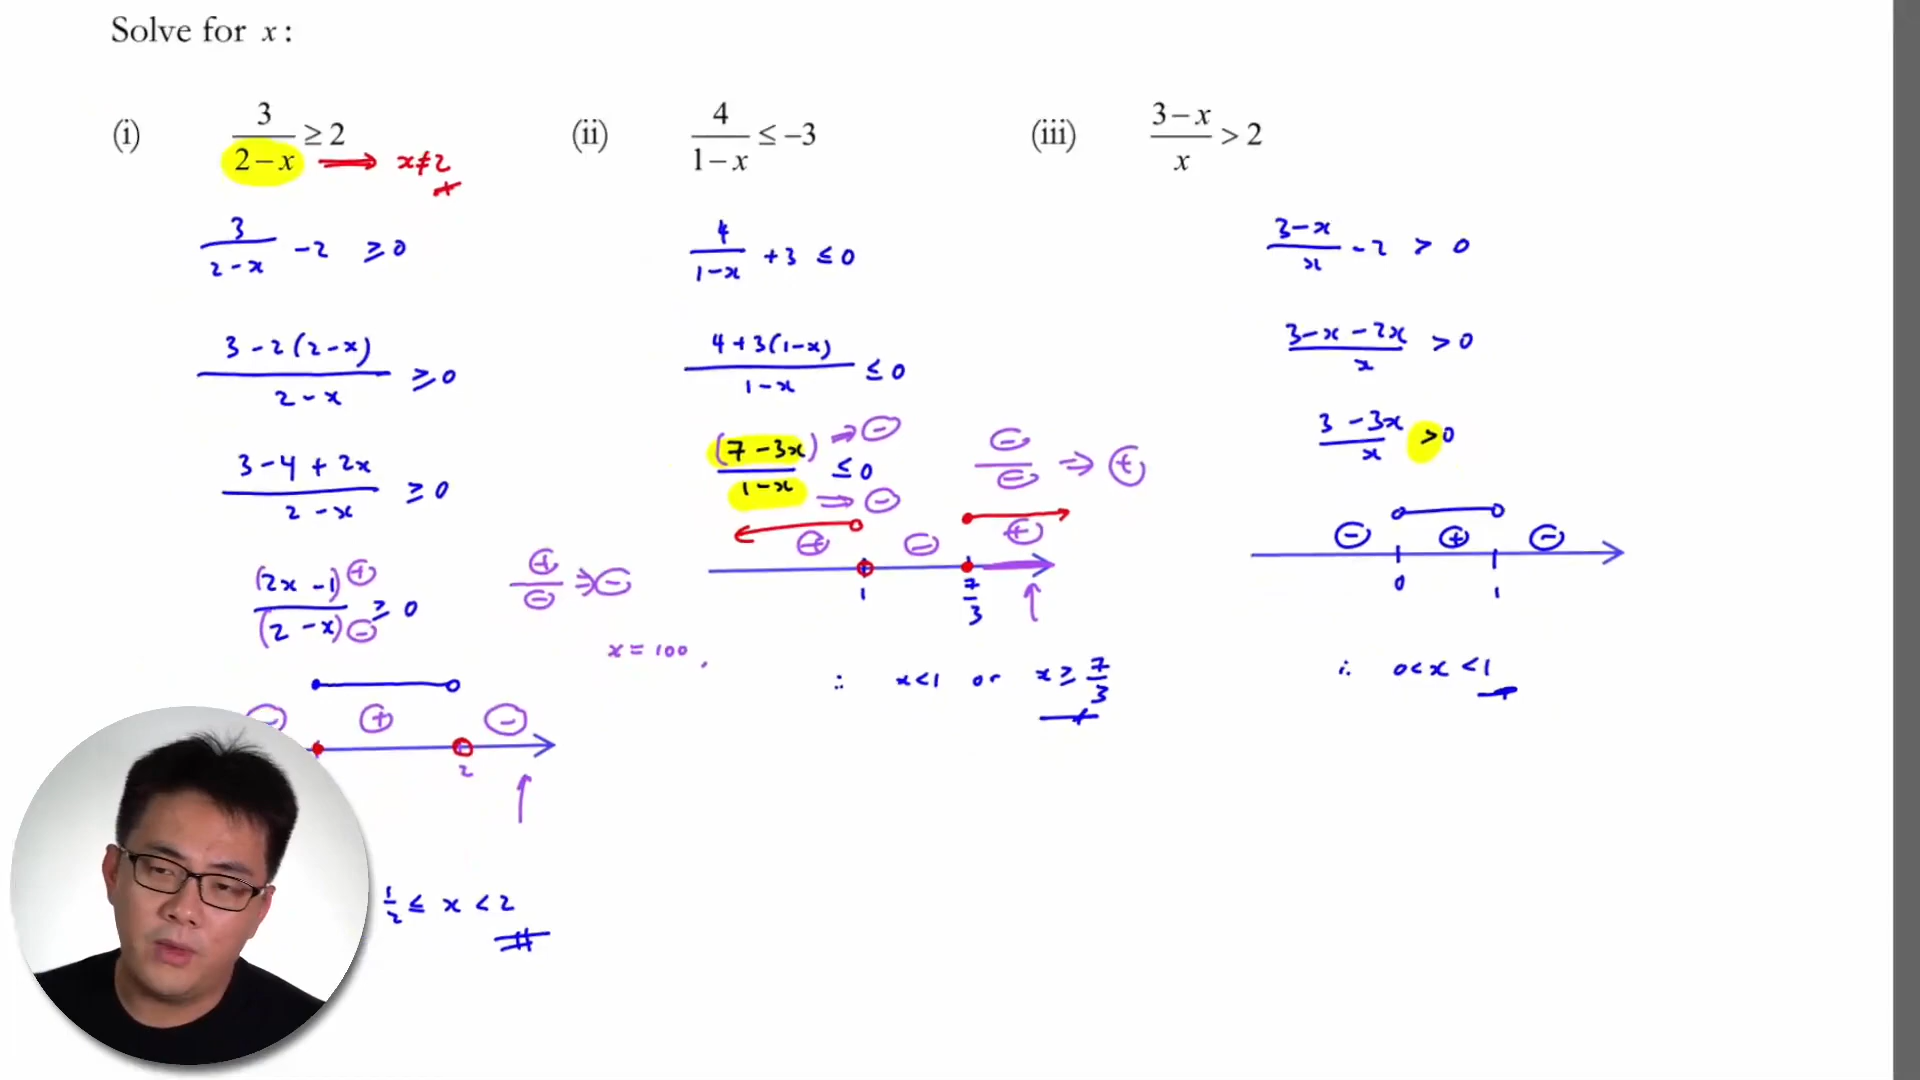 Solve for x:
(i) 3/(2−x) ≥ 2 → x≠2
3/(2−x) −2 ≥ 0
(3−2(2−x))/(2−x) ≥ 0
(3−4+2x)/(2−x) ≥ 0
(2x−1)⊕/(2−x)⊖ ≥ 0
⊕/⊖ ⇒ ⊖
x = 100,
⊖ ⊕ ⊖
2
1/2 ≤ x < 2
(ii) 4/(1−x) ≤ −3
4/(1−x) +3 ≤ 0
(4+3(1−x))/(1−x) ≤ 0
(7−3x)/(1−x) ≤ 0
→ ⊖
⇒ ⊖
⊖/⊖ ⇒ ⊕
⊕ ⊖ ⊕
1 7/3
∴ x<1 or x ≥ 7/3
(iii) (3−x)/x > 2
(3−x)/x −2 > 0
(3−x−2x)/x > 0
(3−3x)/x > 0
⊖ ⊕ ⊖
0 1
∴ 0<x<1